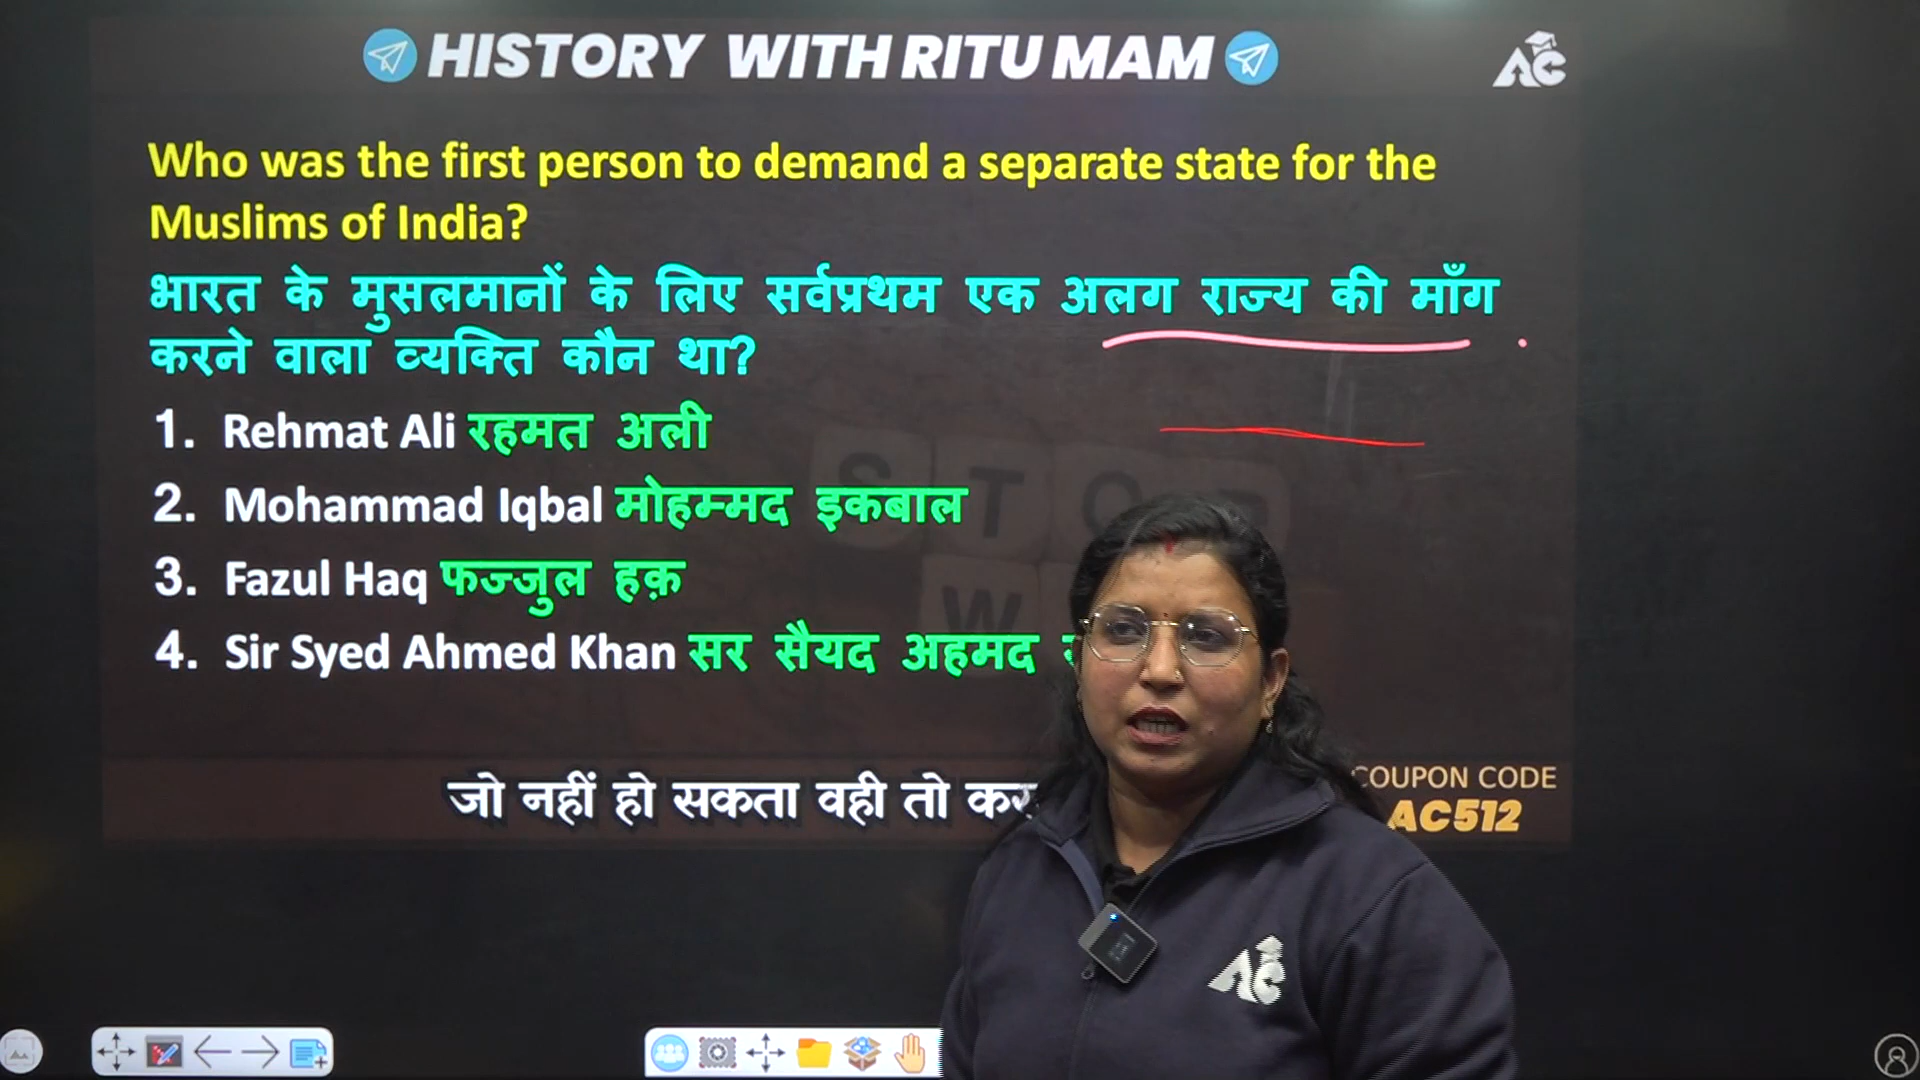 HISTORY WITH RITU MAM
AC
Who was the first person to demand a separate state for the
Muslims of India?
भारत के मुसलमानों के लिए सर्वप्रथम एक अलग राज्य की माँग
करने वाला व्यक्ति कौन था?
1. Rehmat Ali रहमत अली
2. Mohammad Iqbal मोहम्मद इकबाल
3. Fazul Haq फज्जुल हक़
4. Sir Syed Ahmed Khan सर सैयद अहमद
जो नहीं हो सकता वही तो
COUPON CODE
AC512
AC